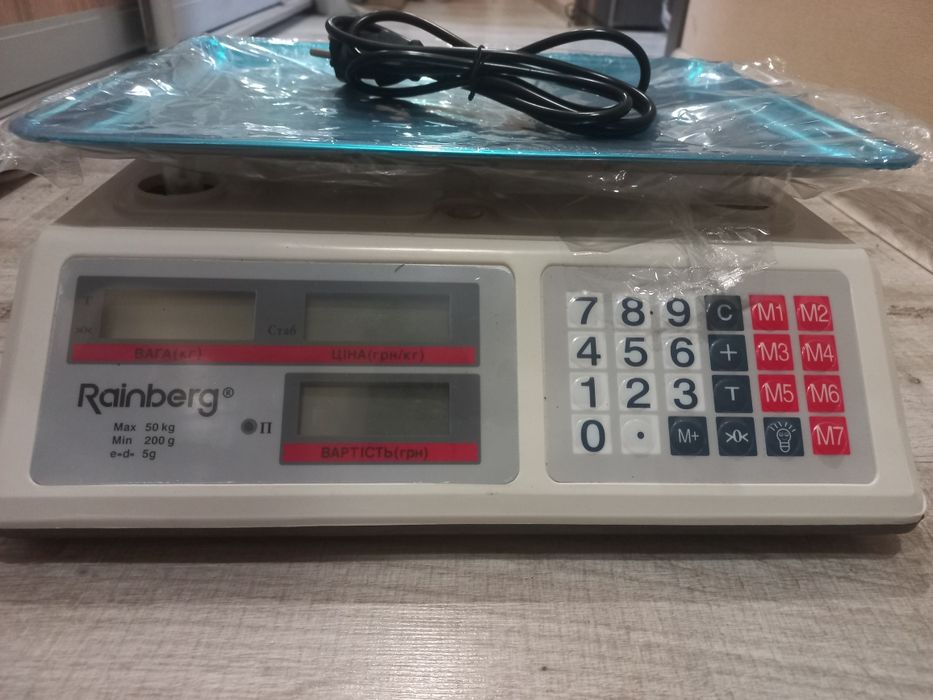 Т
Стаб
ВАГА(кг)
ЦІНА(грн/кг)
Rainberg®
Max 50 kg
Min 200 g
e=d= 5g
П
ВАРТІСТЬ(грн)
7 8 9 C M1 M2
4 5 6 + M3 M4
1 2 3 T M5 M6
0 . M+ >0< M7